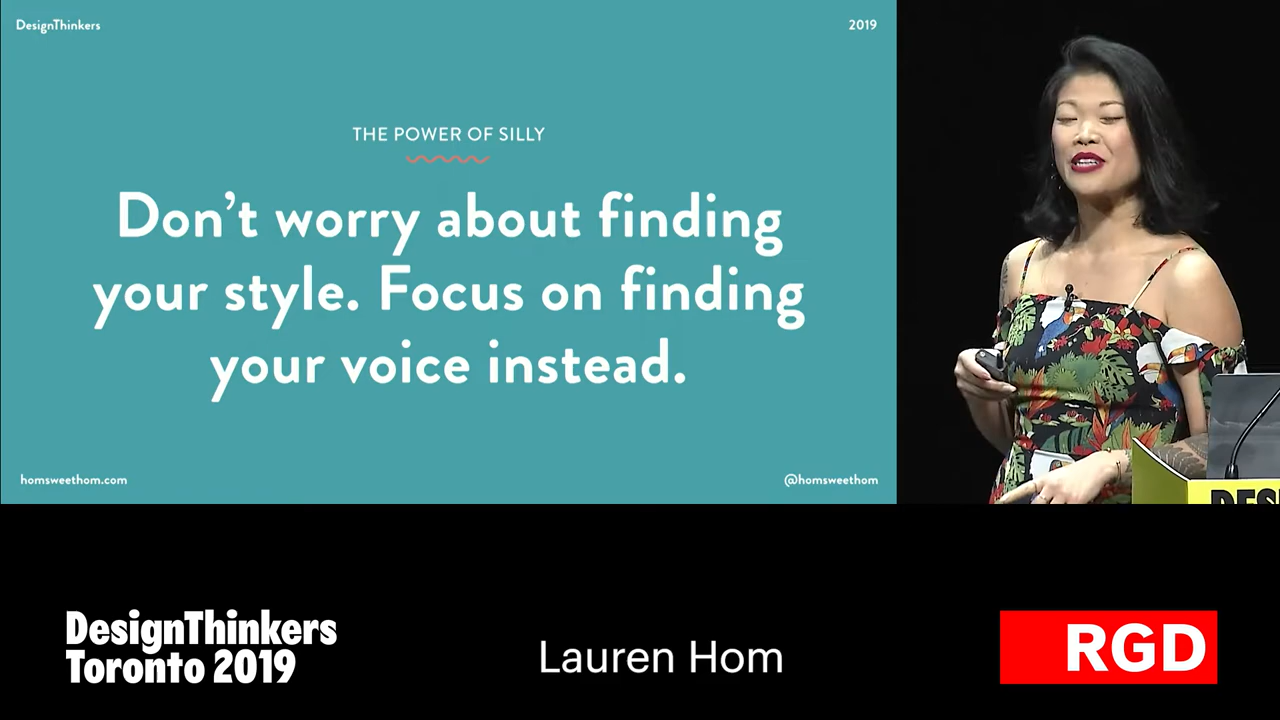 DesignThinkers
2019
THE POWER OF SILLY
Don't worry about finding
your style. Focus on finding
your voice instead.
homsweethom.com
@homsweethom
DesignThinkers
Toronto 2019
Lauren Hom
RGD